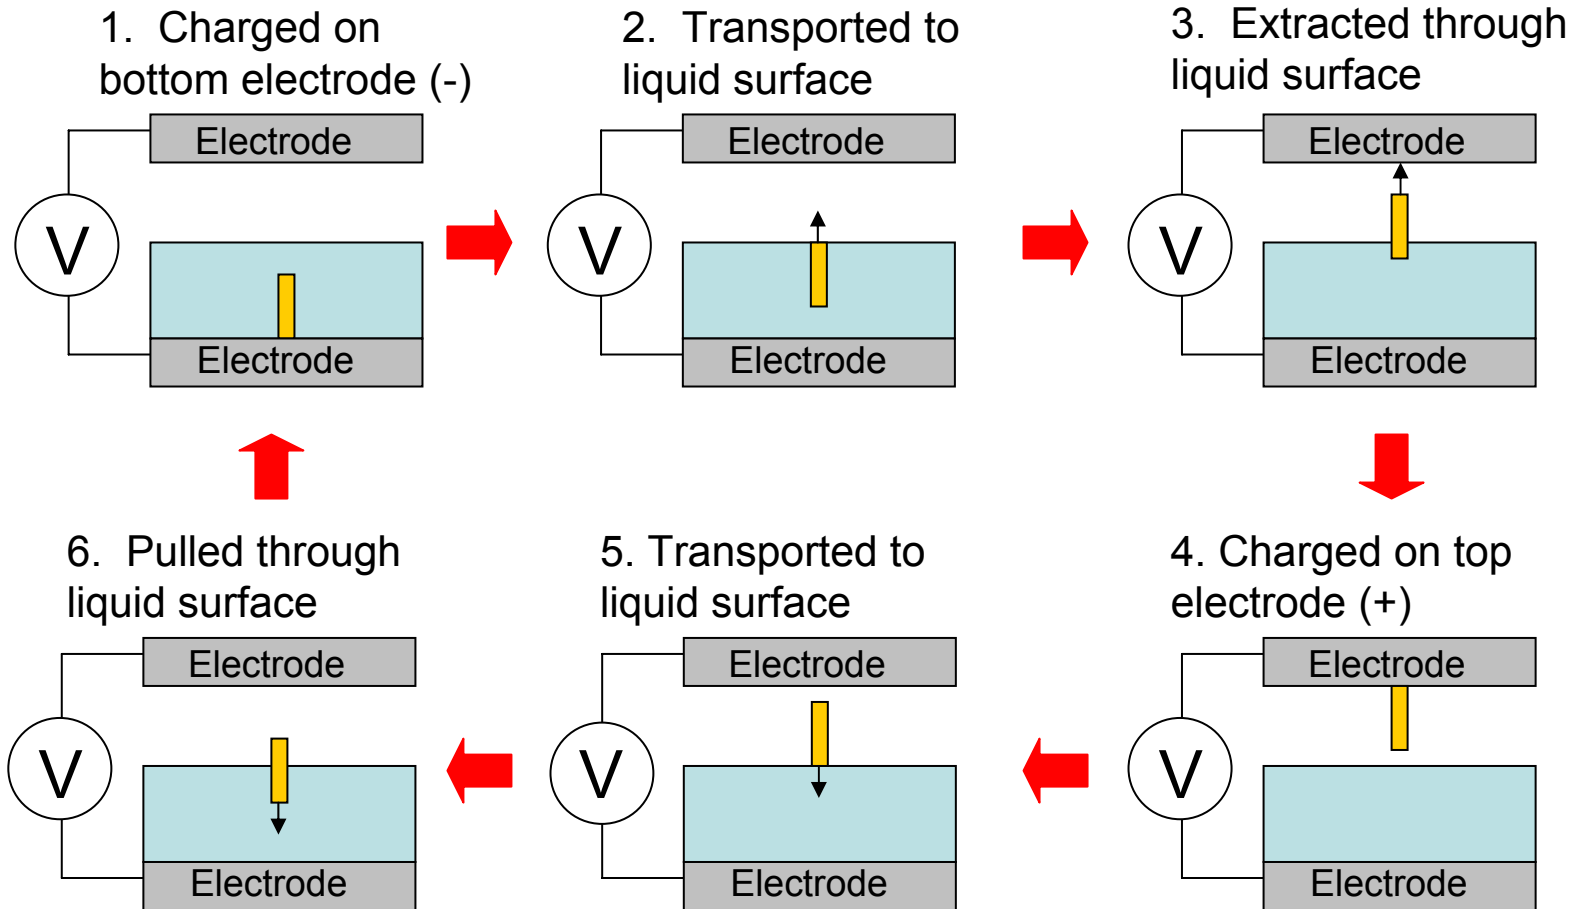 1.  Charged on
bottom electrode (-)
Electrode
V
Electrode
2.  Transported to
liquid surface
Electrode
V
Electrode
3.  Extracted through
liquid surface
Electrode
V
Electrode
6.  Pulled through
liquid surface
Electrode
V
Electrode
5. Transported to
liquid surface
Electrode
V
Electrode
4. Charged on top
electrode (+)
Electrode
V
Electrode